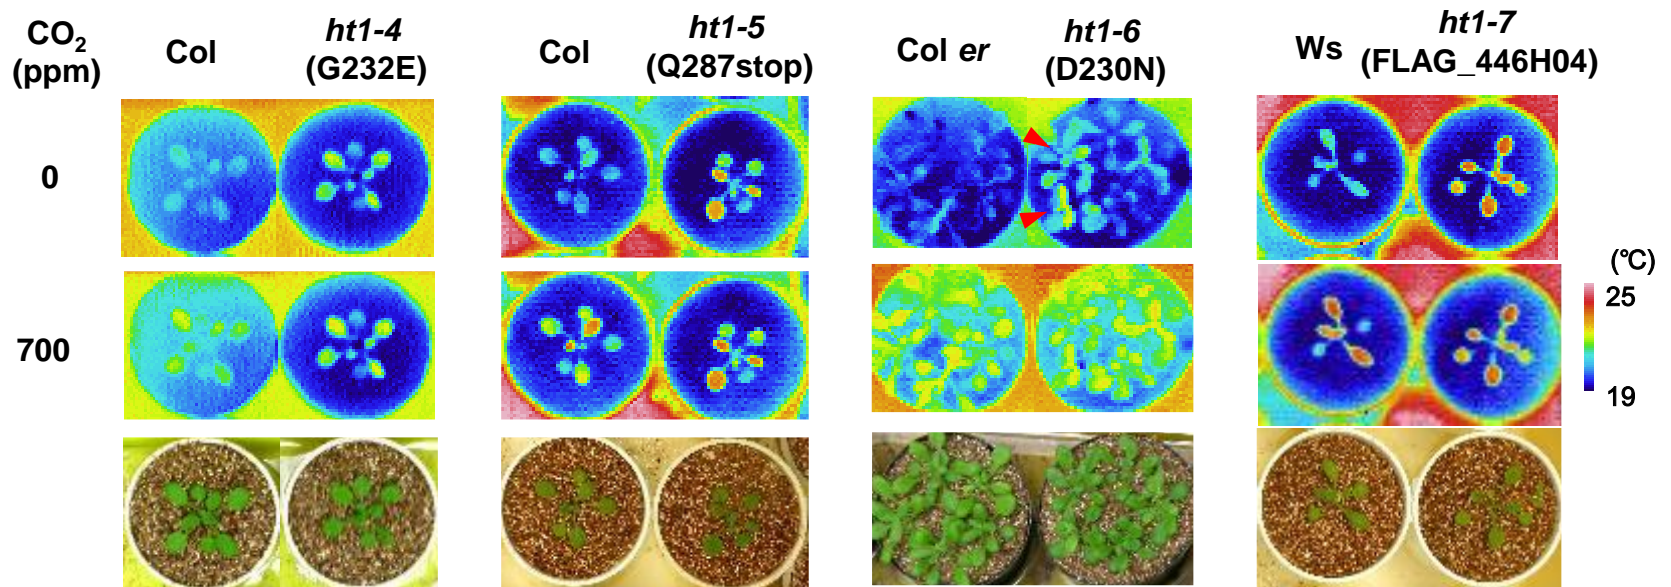 CO₂
(ppm)
Col
ht1-4
(G232E)
Col
ht1-5
(Q287stop)
Col er
ht1-6
(D230N)
Ws
ht1-7
(FLAG_446H04)
0
700
(℃)
25
19